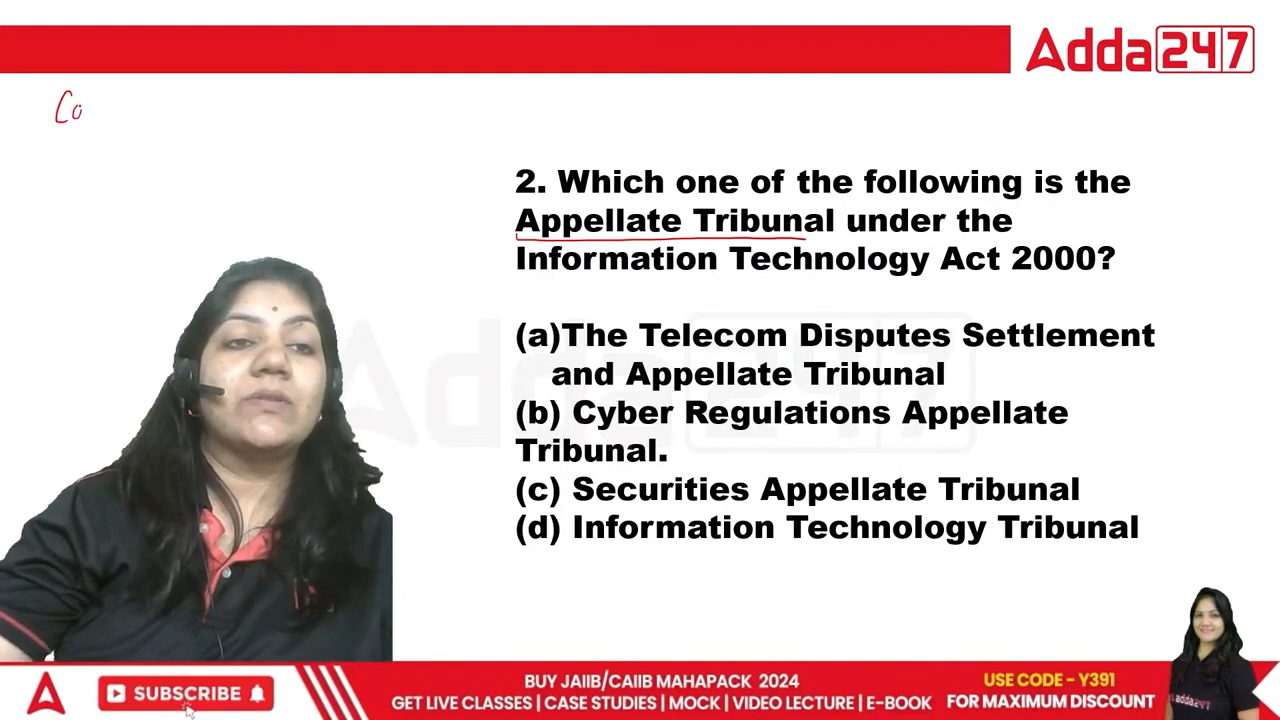 Adda247
Co
2. Which one of the following is the
Appellate Tribunal under the
Information Technology Act 2000?
(a)The Telecom Disputes Settlement
and Appellate Tribunal
(b) Cyber Regulations Appellate
Tribunal.
(c) Securities Appellate Tribunal
(d) Information Technology Tribunal
Adda247
adda247
SUBSCRIBE
BUY JAIIB/CAIIB MAHAPACK 2024
GET LIVE CLASSES | CASE STUDIES | MOCK | VIDEO LECTURE | E-BOOK
USE CODE - Y391
FOR MAXIMUM DISCOUNT